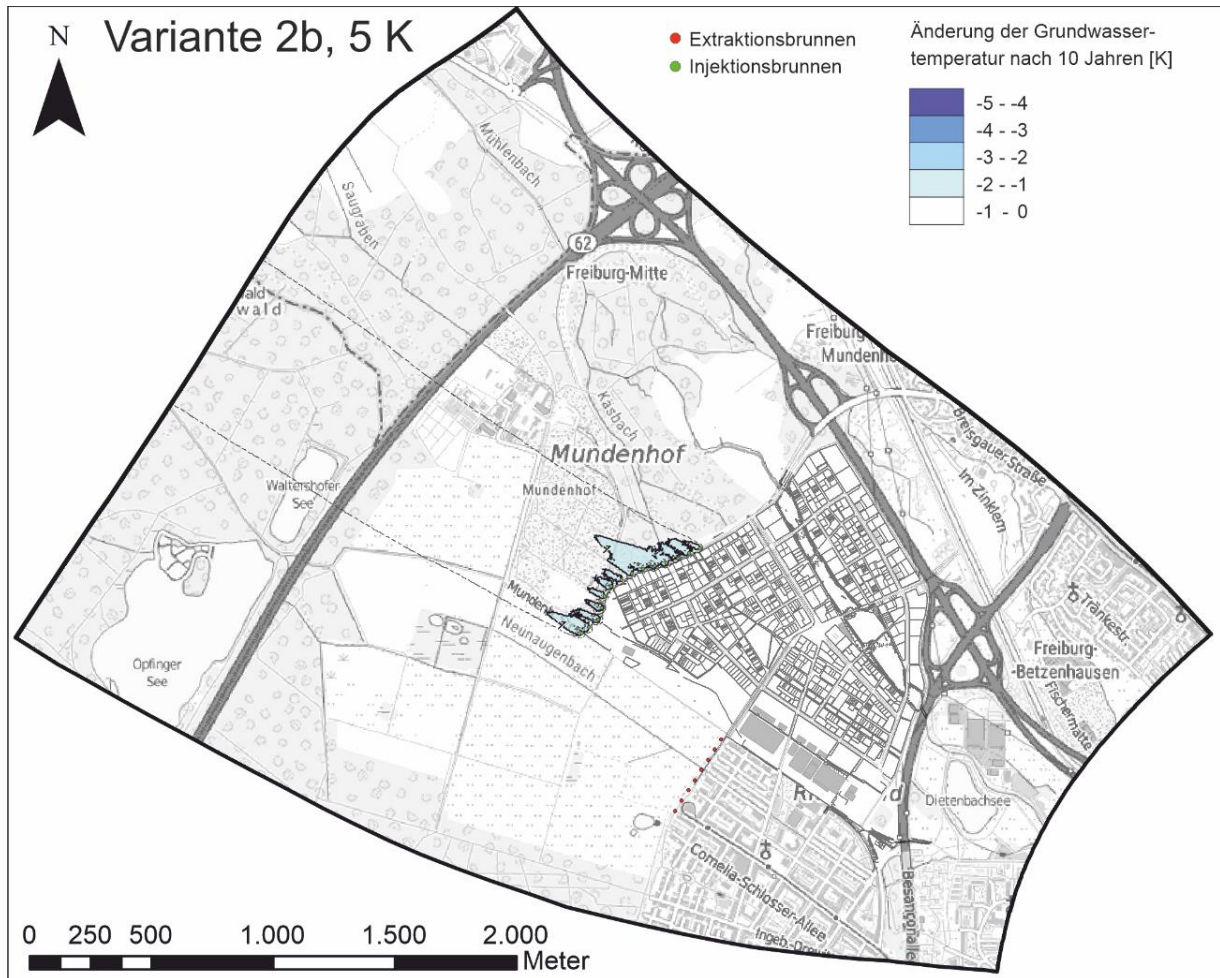 N
Variante 2b, 5 K
Extraktionsbrunnen
Injektionsbrunnen
Änderung der Grundwasser-
temperatur nach 10 Jahren [K]
-5 - -4
-4 - -3
-3 - -2
-2 - -1
-1 - 0
Mühlenbach
Saugraben
62
Freiburg-Mitte
wald
Freiburg
Mundenhof
Käsbach
Breisgauer-Straße
Im Zinklern
Mundenhof
Mundenhof
Waltershofer
See
Neunaugenbach
Tränkestr.
Freiburg-
-Betzenhausen
Fischermatte
Opfinger
See
Dietenbachsee
Cornelia-Schlosser-Allee
Besançonallee
0 250 500 1.000 1.500 2.000
Meter